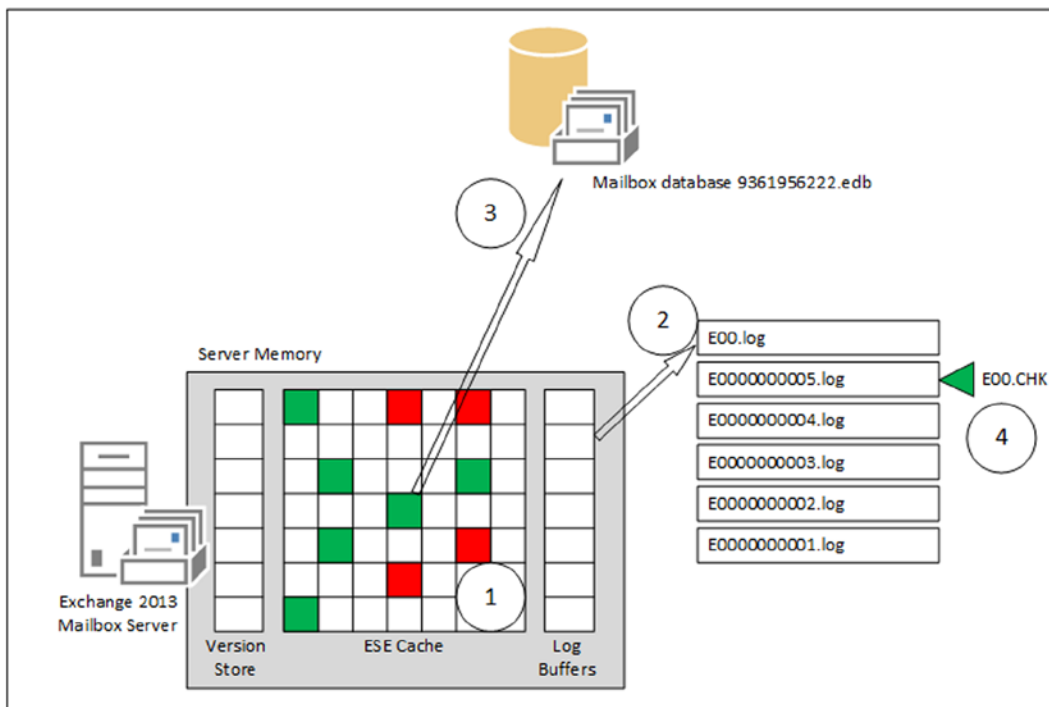 Mailbox database 9361956222.edb
3
2
E00.log
Server Memory
E0000000005.log
E00.CHK
E0000000004.log
4
E0000000003.log
E0000000002.log
E0000000001.log
1
Exchange 2013
Mailbox Server
Version
Store
ESE Cache
Log
Buffers